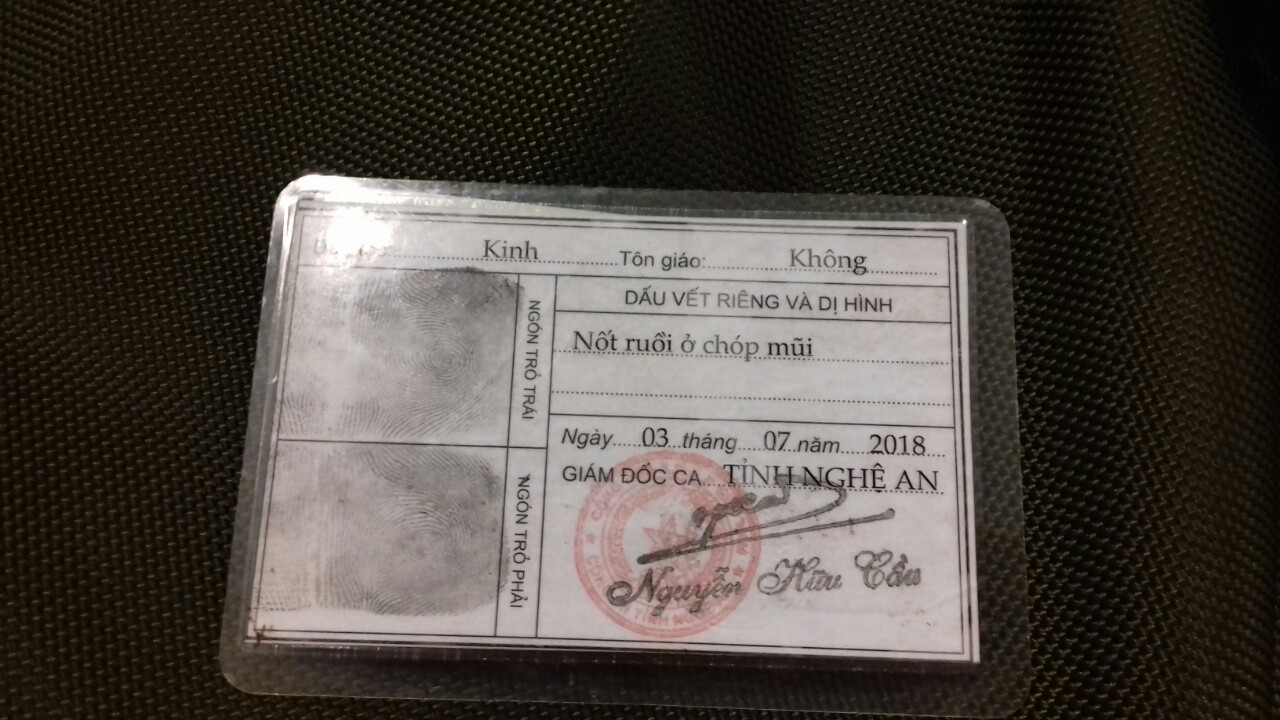 Kinh Tôn giáo: Không
NGÓN TRỎ TRÁI
NGÓN TRỎ PHẢI
DẤU VẾT RIÊNG VÀ DỊ HÌNH
Nốt ruồi ở chóp mũi
Ngày 03 tháng 07 năm 2018
GIÁM ĐỐC CA TỈNH NGHỆ AN
Nguyễn Hữu Cầu